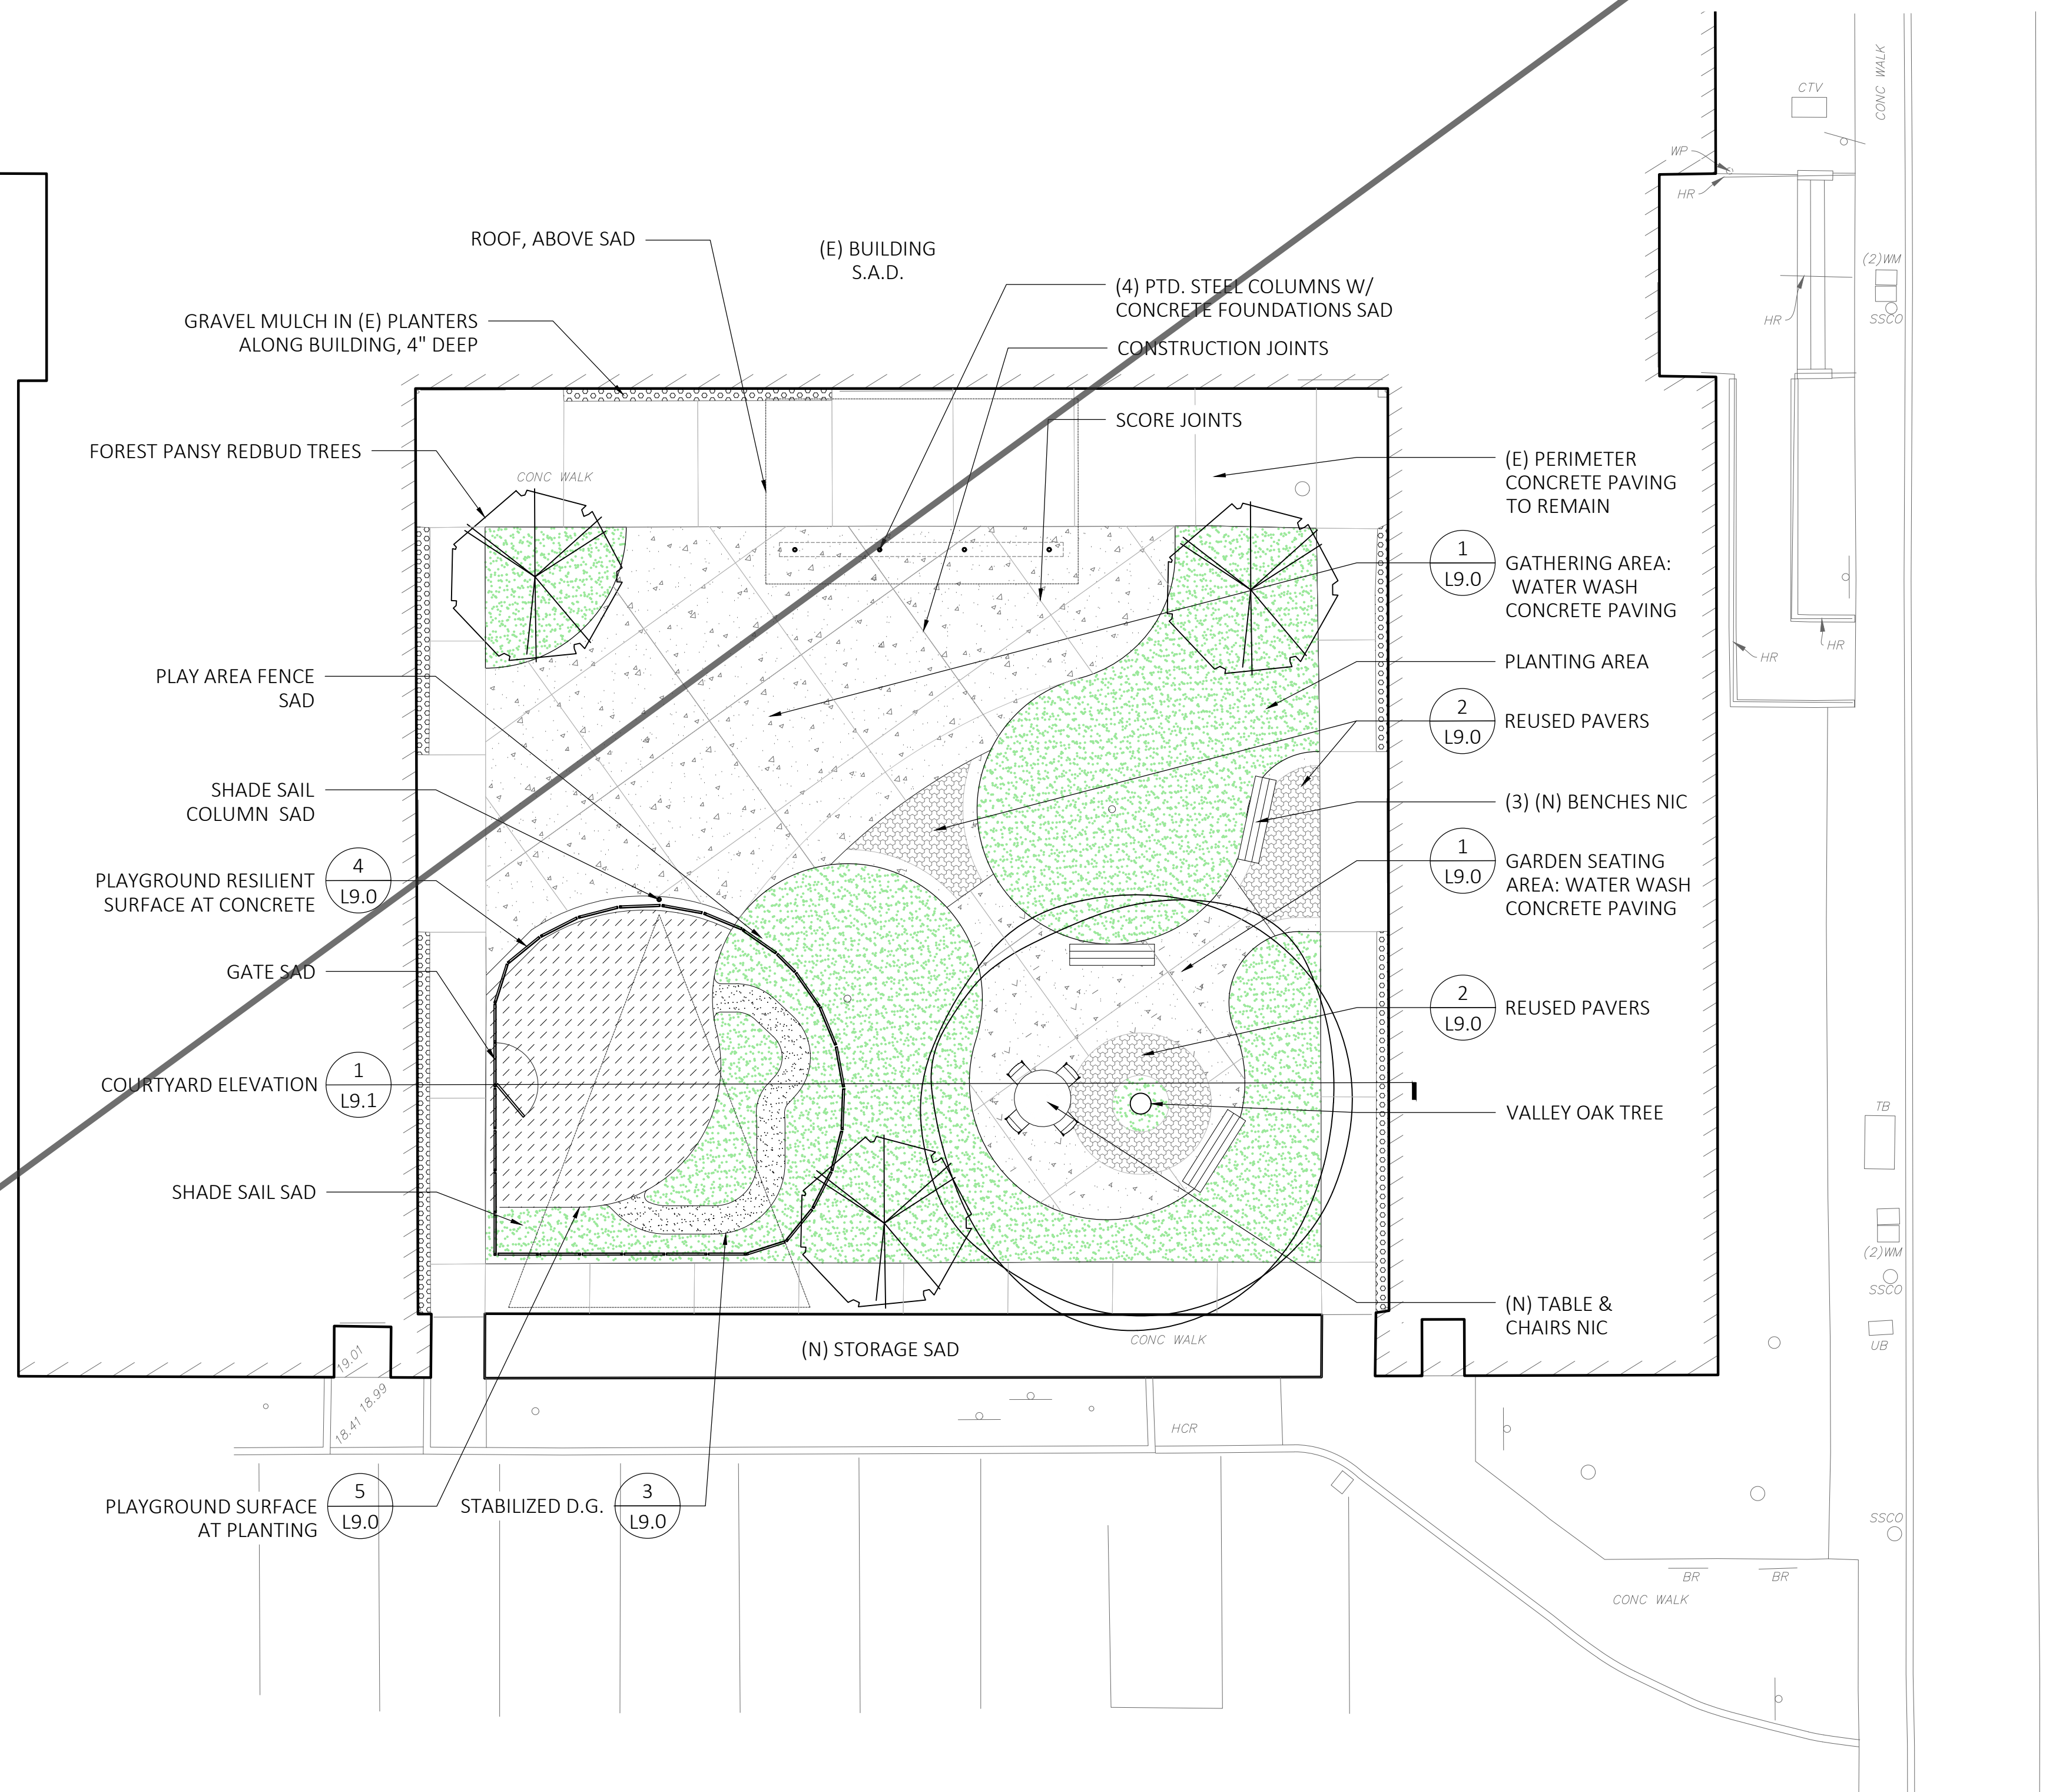 CTV
CONC WALK
WP
HR
ROOF, ABOVE SAD
(E) BUILDING
S.A.D.
(2)WM
SSCO
HR
(4) PTD. STEEL COLUMNS W/
CONCRETE FOUNDATIONS SAD
GRAVEL MULCH IN (E) PLANTERS
ALONG BUILDING, 4" DEEP
CONSTRUCTION JOINTS
SCORE JOINTS
FOREST PANSY REDBUD TREES
CONC WALK
(E) PERIMETER
CONCRETE PAVING
TO REMAIN
1
L9.0
GATHERING AREA:
WATER WASH
CONCRETE PAVING
HR
HR
PLAY AREA FENCE
SAD
PLANTING AREA
2
L9.0
REUSED PAVERS
SHADE SAIL
COLUMN SAD
(3) (N) BENCHES NIC
4
L9.0
PLAYGROUND RESILIENT
SURFACE AT CONCRETE
1
L9.0
GARDEN SEATING
AREA: WATER WASH
CONCRETE PAVING
GATE SAD
2
L9.0
REUSED PAVERS
COURTYARD ELEVATION
1
L9.1
VALLEY OAK TREE
TB
SHADE SAIL SAD
(2)WM
SSCO
(N) TABLE &
CHAIRS NIC
UB
(N) STORAGE SAD
CONC WALK
19.01
18.99
18.41
HCR
PLAYGROUND SURFACE
AT PLANTING
5
L9.0
STABILIZED D.G.
3
L9.0
SSCO
BR
BR
CONC WALK